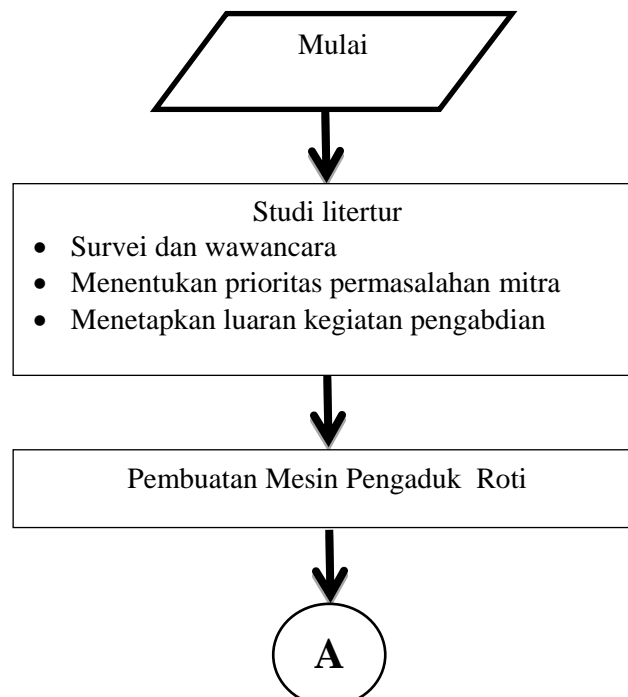 Mulai
Studi litertur
• Survei dan wawancara
• Menentukan prioritas permasalahan mitra
• Menetapkan luaran kegiatan pengabdian
Pembuatan Mesin Pengaduk Roti
A